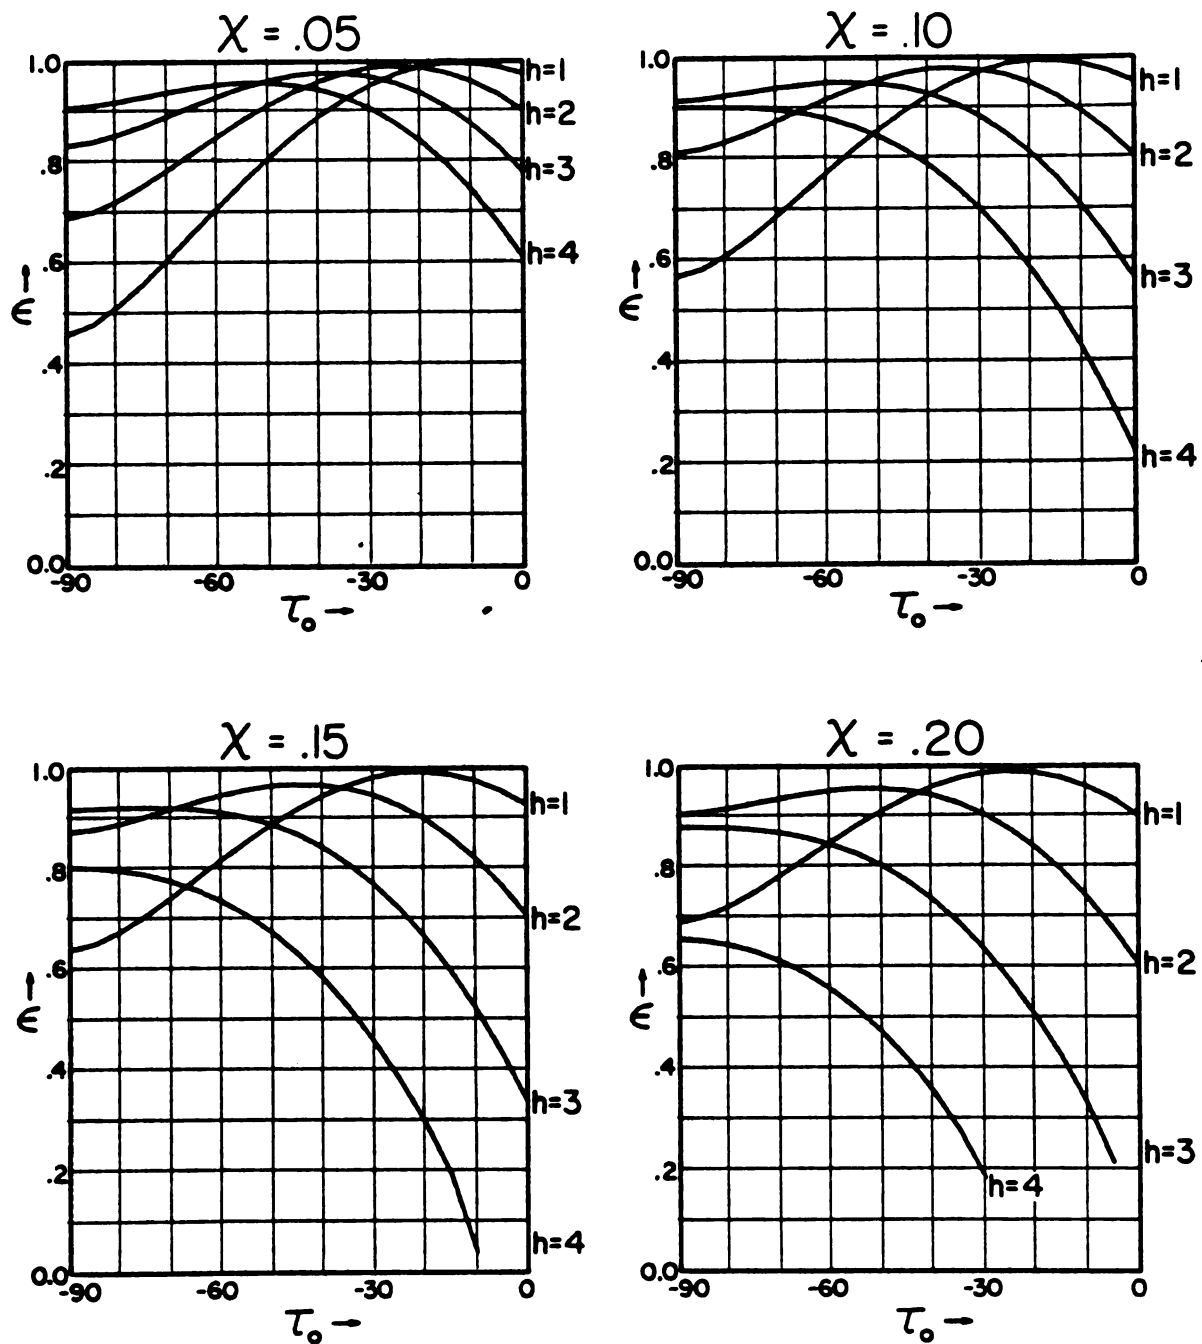 χ = .05
1.0
.8
.6
.4
.2
0.0
ϵ →
h=1
h=2
h=3
h=4
-90 -60 -30 0
τ₀ →
χ = .10
1.0
.8
.6
.4
.2
0.0
ϵ →
h=1
h=2
h=3
h=4
-90 -60 -30 0
τ₀ →
χ = .15
1.0
.8
.6
.4
.2
0.0
ϵ →
h=1
h=2
h=3
h=4
-90 -60 -30 0
τ₀ →
χ = .20
1.0
.8
.6
.4
.2
0.0
ϵ →
h=1
h=2
h=3
h=4
-90 -60 -30 0
τ₀ →